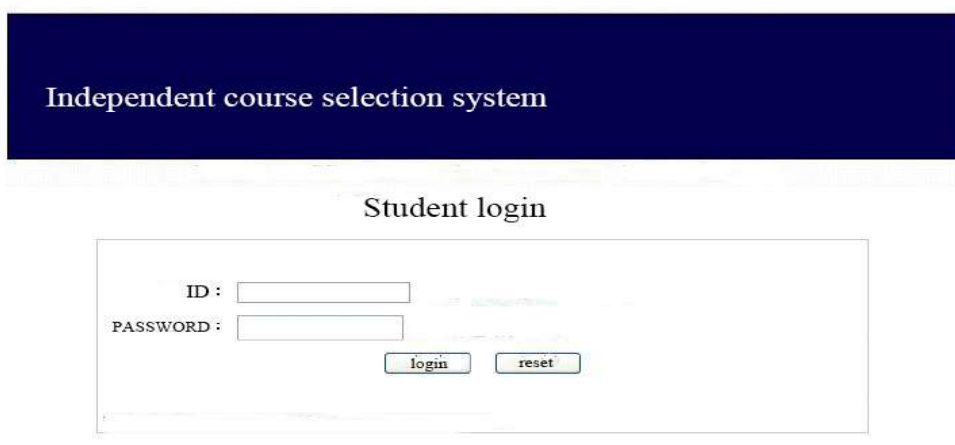 Independent course selection system
Student login
ID：
PASSWORD：
login reset